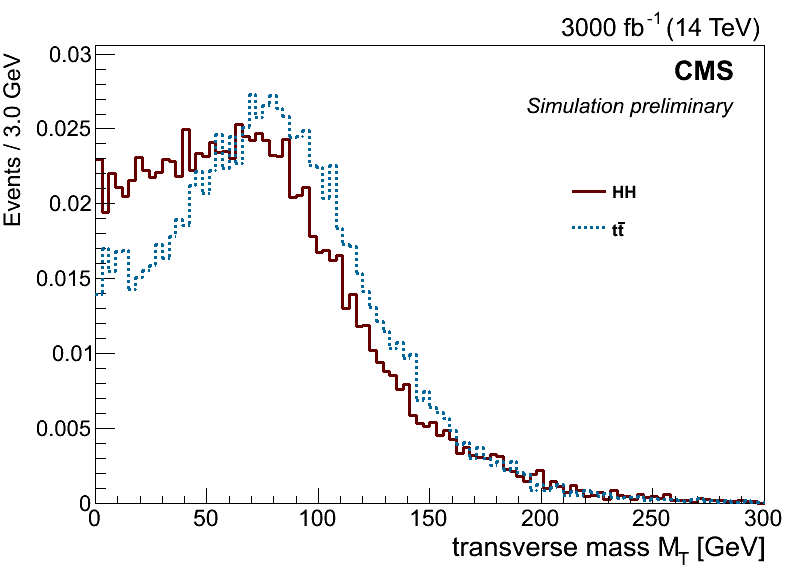 3000 fb⁻¹ (14 TeV)
CMS
Simulation preliminary
HH
tt̄
Events / 3.0 GeV
0.03
0.025
0.02
0.015
0.01
0.005
0
0 50 100 150 200 250 300
transverse mass M_T [GeV]